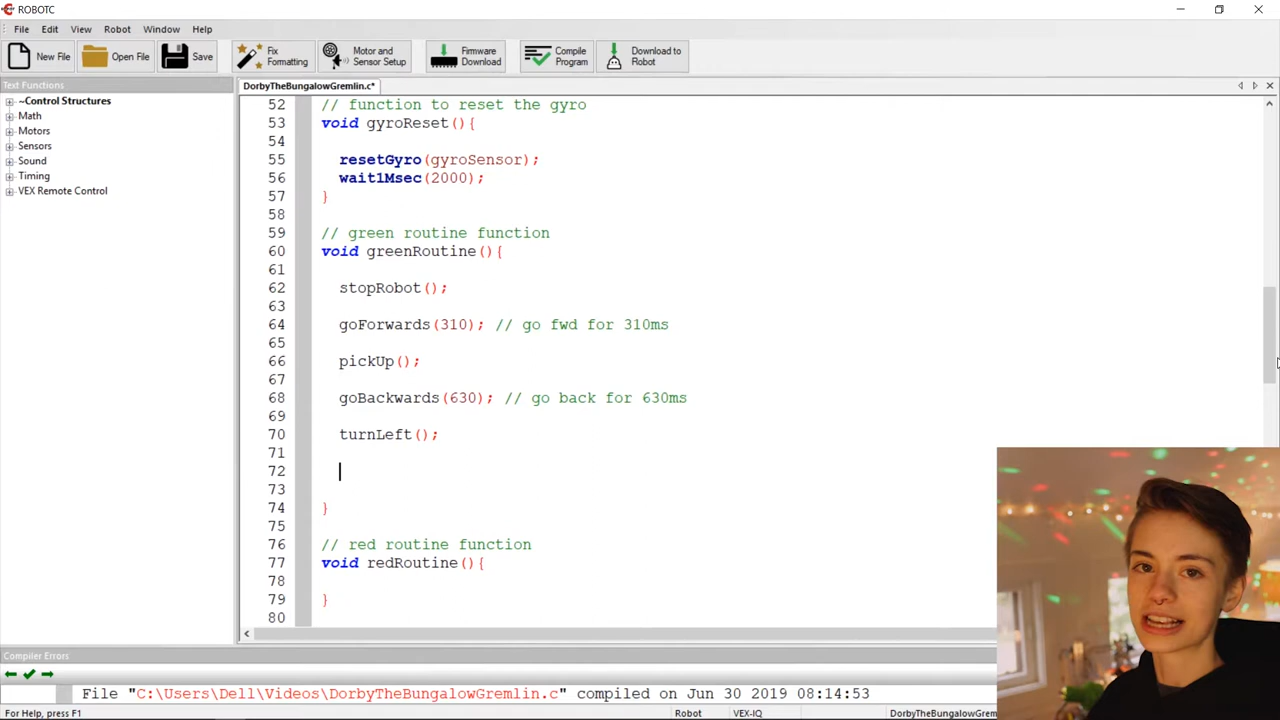 ROBOTC
File Edit View Robot Window Help
New File Open File Save Fix Formatting Motor and Sensor Setup Firmware Download Compile Program Download to Robot
Text Functions
DorbyTheBungalowGremlin.c*
~Control Structures
Math
Motors
Sensors
Sound
Timing
VEX Remote Control
52 // function to reset the gyro
53 void gyroReset(){
54
55 resetGyro(gyroSensor);
56 wait1Msec(2000);
57 }
58
59 // green routine function
60 void greenRoutine(){
61
62 stopRobot();
63
64 goForwards(310); // go fwd for 310ms
65
66 pickUp();
67
68 goBackwards(630); // go back for 630ms
69
70 turnLeft();
71
72
73
74 }
75
76 // red routine function
77 void redRoutine(){
78
79 }
80
Compiler Errors
File "C:\Users\Dell\Videos\DorbyTheBungalowGremlin.c" compiled on Jun 30 2019 08:14:53
For Help, press F1 Robot VEX-IQ DorbyTheBungalowGrem